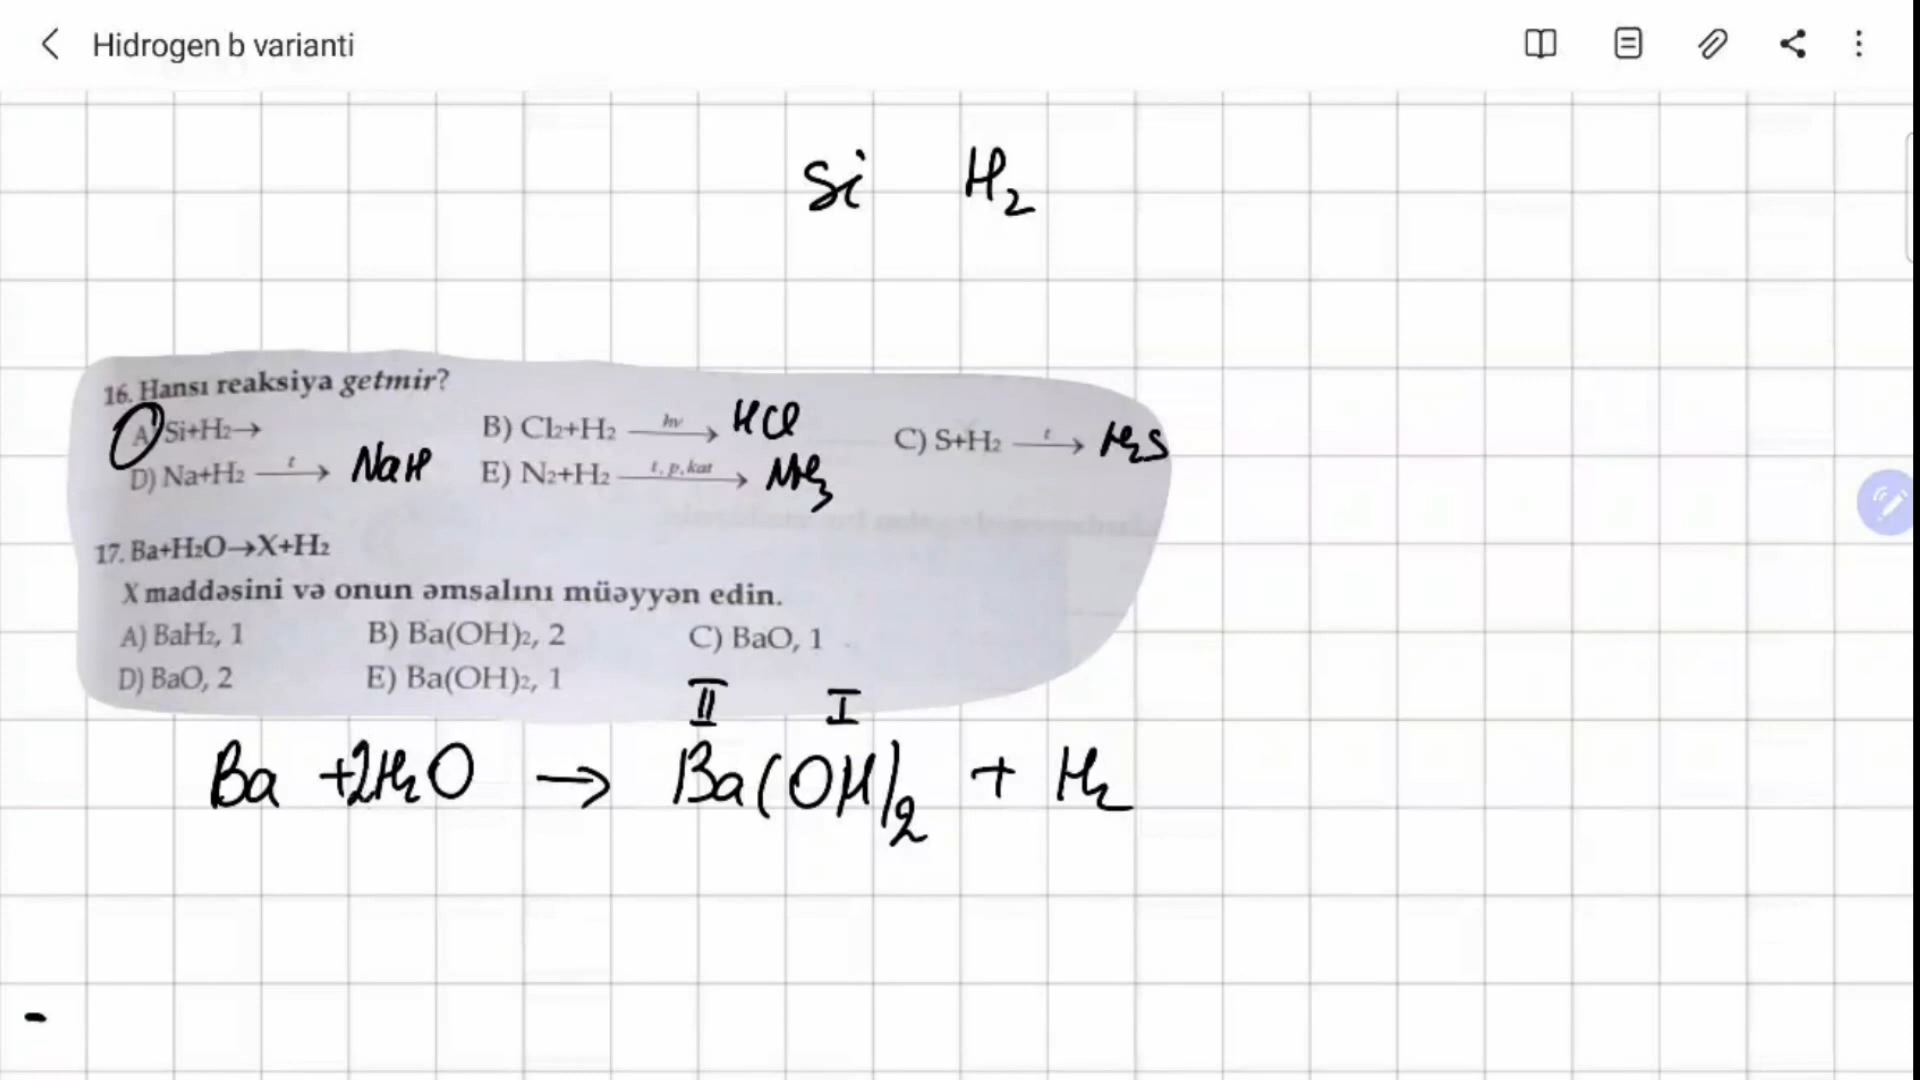 Hidrogen b varianti
Si H₂
16. Hansı reaksiya getmir?
A) Si+H₂→ B) Cl₂+H₂ —hν→ HCl C) S+H₂ —t→ H₂S
D) Na+H₂ —t→ NaH E) N₂+H₂ —t, p, kat→ NH₃
17. Ba+H₂O→X+H₂
X maddəsini və onun əmsalını müəyyən edin.
A) BaH₂, 1 B) Ba(OH)₂, 2 C) BaO, 1
D) BaO, 2 E) Ba(OH)₂, 1
II I
Ba +2H₂O → Ba(OH)₂ + H₂